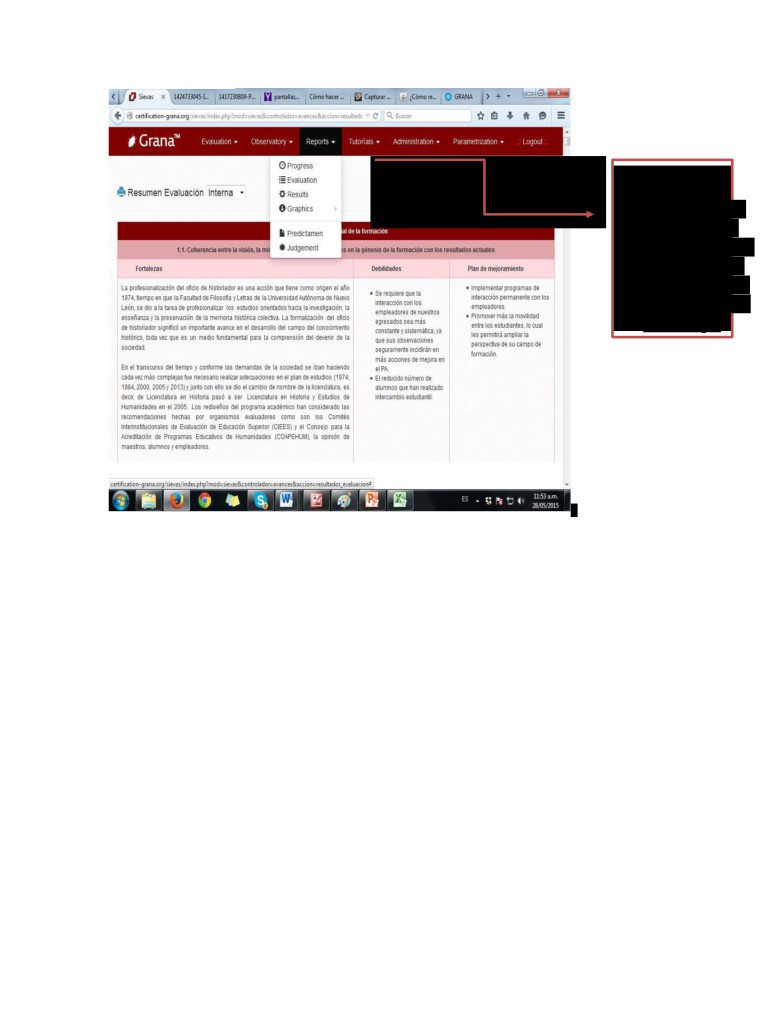 Sievas
1424733045-1...
1417230809-P...
pantallaz...
Cómo hacer ...
Capturar ...
¿Cómo re...
GRANA
certification-grana.org/sievas/index.php?mod=sievas&controlador=avances&accion=resultado
Buscar
Grana™
Evaluation
Observatory
Reports
Tutorials
Administration
Parametrization
.: Logout :.
Progress
Evaluation
Results
Graphics
Predictamen
Judgement
Resumen Evaluación Interna
al de la formación
1.1. Coherencia entre la visión, la mis
os en la génesis de la formación con los resultados actuales
Fortalezas
Debilidades
Plan de mejoramiento
La profesionalización del oficio de historiador es una acción que tiene como origen el año
1974, tiempo en que la Facultad de Filosofía y Letras de la Universidad Autónoma de Nuevo
León, se dio a la tarea de profesionalizar los estudios orientados hacia la investigación, la
enseñanza y la preservación de la memoria histórica colectiva. La formalización del oficio
de historiador significó un importante avance en el desarrollo del campo del conocimiento
histórico, toda vez que es un medio fundamental para la comprensión del devenir de la
sociedad.
En el transcurso del tiempo y conforme las demandas de la sociedad se iban haciendo
cada vez más complejas fue necesario realizar adecuaciones en el plan de estudios (1974,
1984, 2000, 2005 y 2013) y junto con ello se dio el cambio de nombre de la licenciatura, es
decir, de Licenciatura en Historia pasó a ser Licenciatura en Historia y Estudios de
Humanidades en el 2005. Los rediseños del programa académico han considerado las
recomendaciones hechas por organismos evaluadores como son los Comités
Interinstitucionales de Evaluación de Educación Superior (CIEES) y el Consejo para la
Acreditación de Programas Educativos de Humanidades (COAPEHUM), la opinión de
maestros, alumnos y empleadores.
Se requiere que la
interacción con los
empleadores de nuestros
egresados sea más
constante y sistemática, ya
que sus observaciones
seguramente incidirán en
más acciones de mejora en
el PA.
El reducido número de
alumnos que han realizado
intercambio estudiantil.
Implementar programas de
interacción permanente con los
empleadores.
Promover más la movilidad
entre los estudiantes, lo cual
les permitirá ampliar la
perspectiva de su campo de
formación.
certification-grana.org/sievas/index.php?mod=sievas&controlador=avances&accion=resultados_evaluacion#
ES
11:53 a.m.
28/05/2015